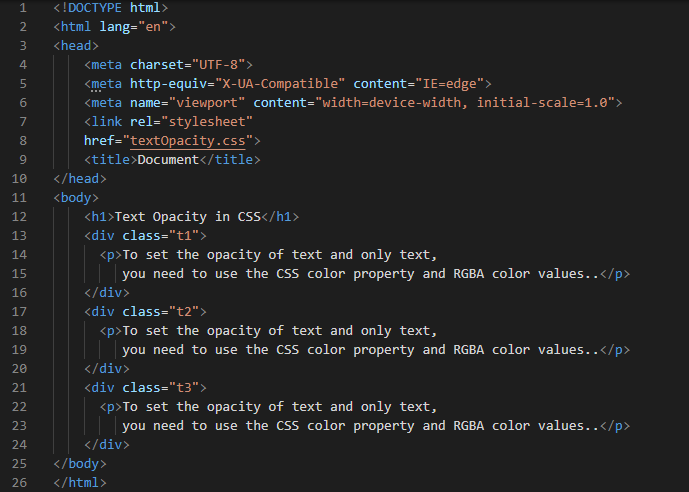 1 <!DOCTYPE html>
2 <html lang="en">
3 <head>
4 <meta charset="UTF-8">
5 <meta http-equiv="X-UA-Compatible" content="IE=edge">
6 <meta name="viewport" content="width=device-width, initial-scale=1.0">
7 <link rel="stylesheet"
8 href="textOpacity.css">
9 <title>Document</title>
10 </head>
11 <body>
12 <h1>Text Opacity in CSS</h1>
13 <div class="t1">
14 <p>To set the opacity of text and only text,
15 you need to use the CSS color property and RGBA color values..</p>
16 </div>
17 <div class="t2">
18 <p>To set the opacity of text and only text,
19 you need to use the CSS color property and RGBA color values..</p>
20 </div>
21 <div class="t3">
22 <p>To set the opacity of text and only text,
23 you need to use the CSS color property and RGBA color values..</p>
24 </div>
25 </body>
26 </html>